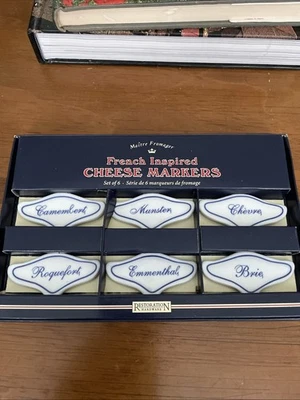 Maître Fromager
French Inspired
CHEESE MARKERS
Set of 6 - Série de 6 marqueurs de fromage
Camembert
Munster
Chèvre
Roquefort
Emmenthal
Brie
RESTORATION
HARDWARE